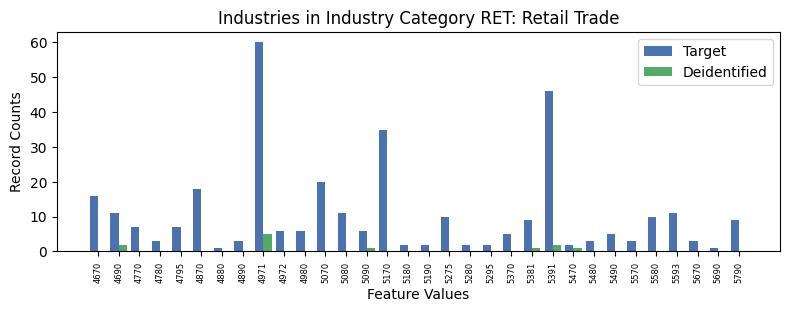 Industries in Industry Category RET: Retail Trade
Target
Deidentified
Record Counts
60
50
40
30
20
10
0
4670 4690 4770 4780 4795 4870 4880 4890 4971 4972 4980 5070 5080 5090 5170 5180 5190 5275 5280 5295 5370 5381 5391 5470 5480 5490 5570 5580 5593 5670 5690 5790
Feature Values